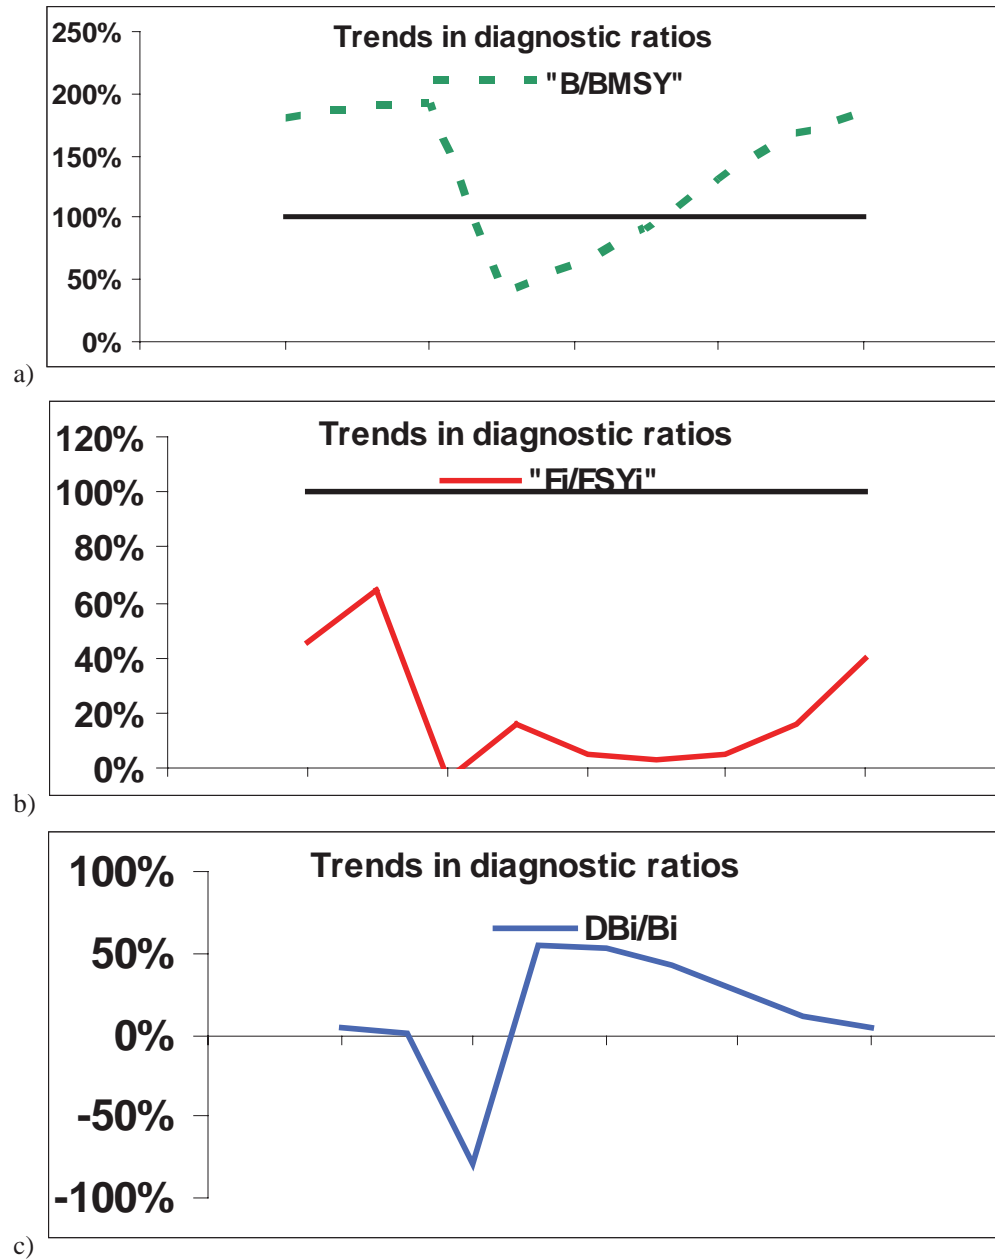 Trends in diagnostic ratios
"B/BMSY"
250%
200%
150%
100%
50%
0%
a)
Trends in diagnostic ratios
"Fi/FSYi"
120%
100%
80%
60%
40%
20%
0%
b)
Trends in diagnostic ratios
DBi/Bi
100%
50%
0%
-50%
-100%
c)